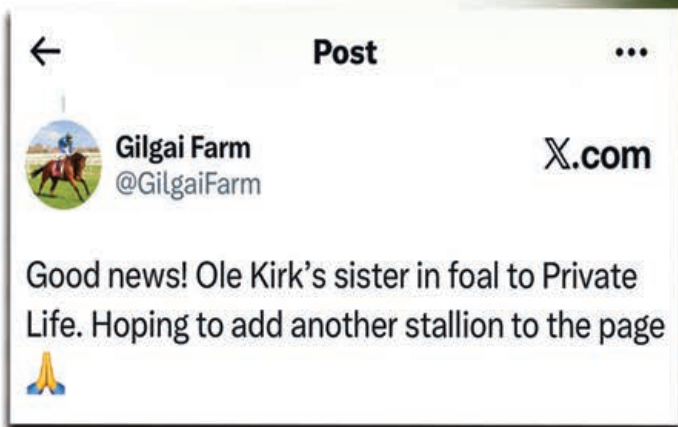 Post
Gilgai Farm
X.com
@GilgaiFarm
Good news! Ole Kirk’s sister in foal to Private
Life. Hoping to add another stallion to the page
🙏